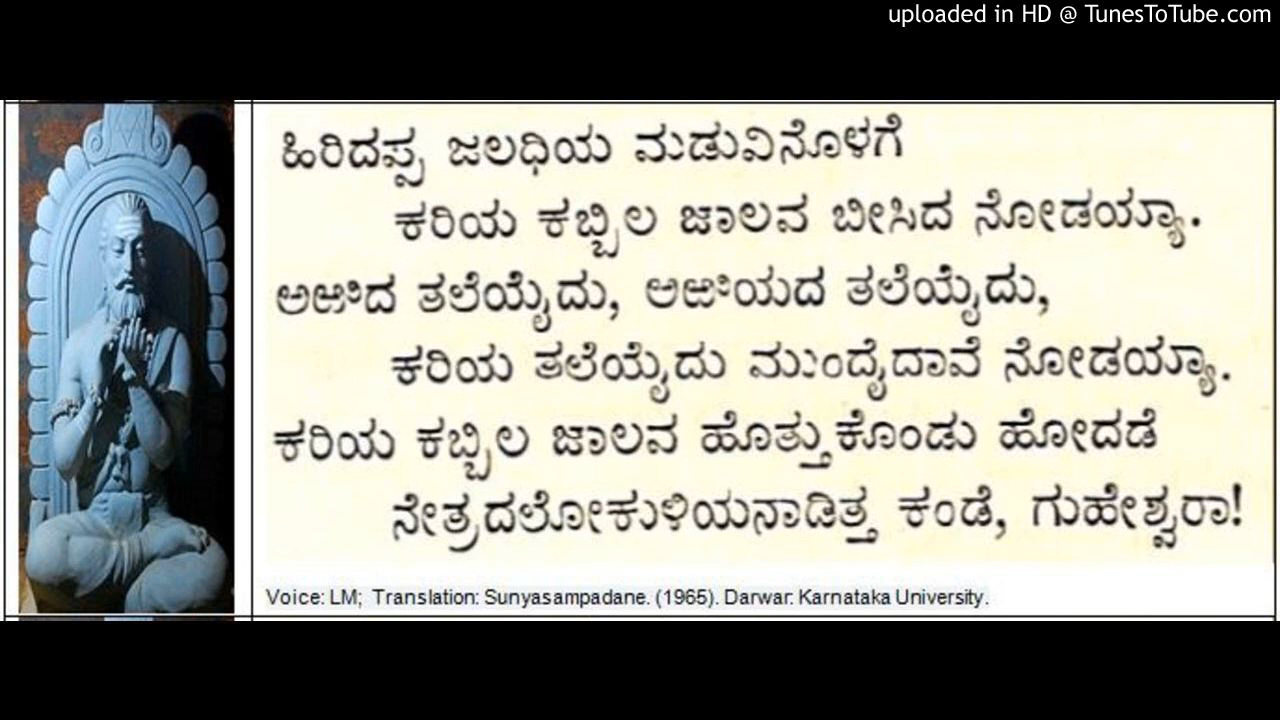 uploaded in HD @ TunesToTube.com
ಹಿರಿದಪ್ಪ ಜಲಧಿಯ ಮಡುವಿನೊಳಗೆ
ಕರಿಯ ಕಬ್ಬಿಲ ಜಾಲವ ಬೀಸಿದ ನೋಡಯ್ಯಾ.
ಅಱಿದ ತಲೆಯೈದು, ಅಱಿಯದ ತಲೆಯೈದು,
ಕರಿಯ ತಲೆಯೈದು ಮುಂದೈದಾವೆ ನೋಡಯ್ಯಾ.
ಕರಿಯ ಕಬ್ಬಿಲ ಜಾಲವ ಹೊತ್ತುಕೊಂಡು ಹೋದಡೆ
ನೇತ್ರದಲೋಕುಳಿಯನಾಡಿತ್ತ ಕಂಡೆ, ಗುಹೇಶ್ವರಾ!
Voice: LM; Translation: Sunyasampadane. (1965). Darwar: Karnataka University.